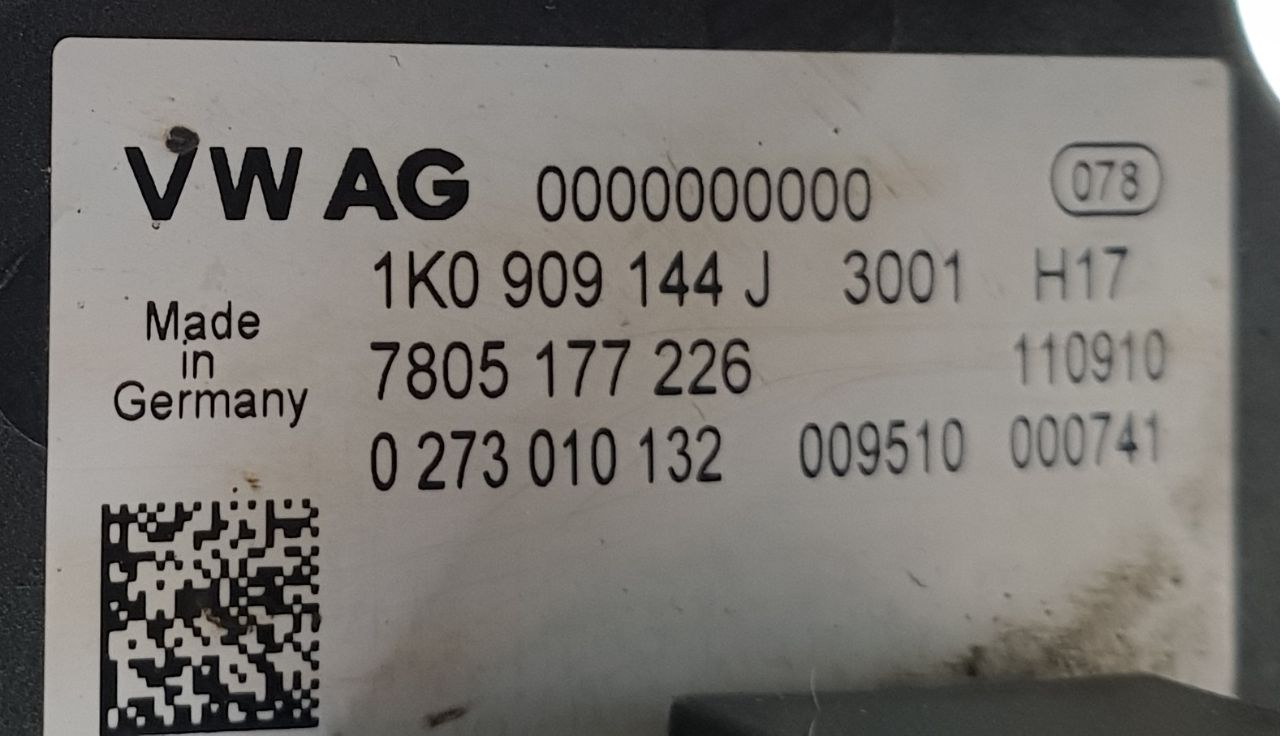 VW AG 0000000000 078
1K0 909 144 J 3001 H17
Made
in
Germany
7805 177 226 110910
0 273 010 132 009510 000741